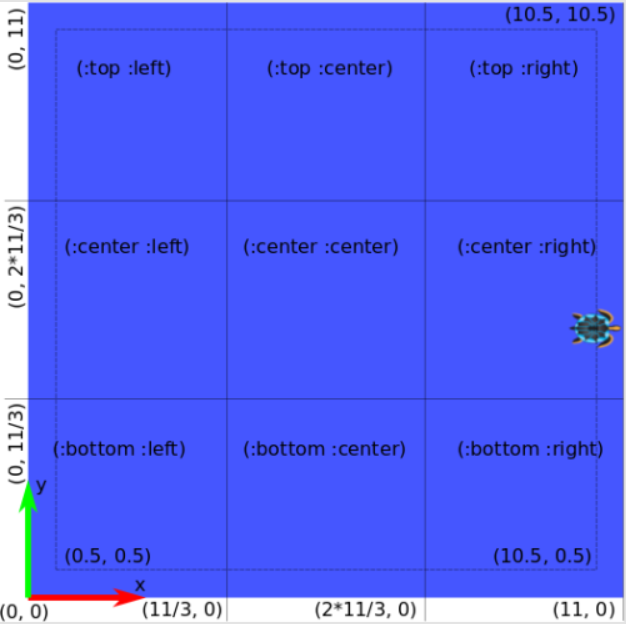 (0, 11)
(10.5, 10.5)
(:top :left)
(:top :center)
(:top :right)
(0, 2*11/3)
(:center :left)
(:center :center)
(:center :right)
(0, 11/3)
(:bottom :left)
(:bottom :center)
(:bottom :right)
y
(0.5, 0.5)
(10.5, 0.5)
x
(0, 0)
(11/3, 0)
(2*11/3, 0)
(11, 0)